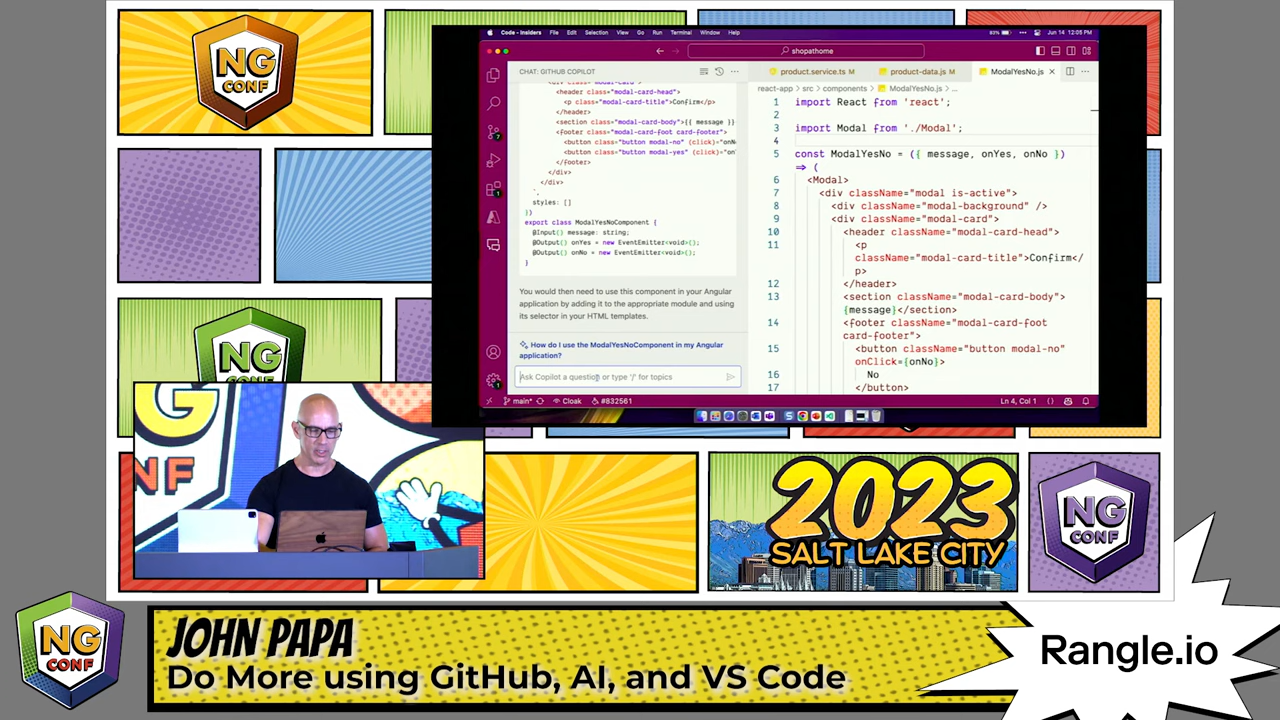 NG
CONF
Code - Insiders File Edit Selection View Go Run Terminal Window Help
93% Jun 14 12:05 PM
shopathome
CHAT: GITHUB COPILOT
<header class="modal-card-head">
<p class="modal-card-title">Confirm</p>
</header>
<section class="modal-card-body">{{ message }}
<footer class="modal-card-foot card-footer">
<button class="button modal-no" (click)="onN
<button class="button modal-yes" (click)="on
</footer>
</div>
</div>
`,
styles: []
})
export class ModalYesNoComponent {
@Input() message: string;
@Output() onYes = new EventEmitter<void>();
@Output() onNo = new EventEmitter<void>();
}
You would then need to use this component in your Angular
application by adding it to the appropriate module and using
its selector in your HTML templates.
How do I use the ModalYesNoComponent in my Angular
application?
Ask Copilot a question or type '/' for topics
product.service.ts M product-data.js M ModalYesNo.js
react-app > src > components > ModalYesNo.js > ...
1 import React from 'react';
2
3 import Modal from './Modal';
4
5 const ModalYesNo = ({ message, onYes, onNo })
=> (
6 <Modal>
7 <div className="modal is-active">
8 <div className="modal-background" />
9 <div className="modal-card">
10 <header className="modal-card-head">
11 <p
className="modal-card-title">Confirm</
p>
12 </header>
13 <section className="modal-card-body">
{message}</section>
14 <footer className="modal-card-foot
card-footer">
15 <button className="button modal-no"
onClick={onNo}>
16 No
17 </button>
main* Cloak #832561
Ln 4, Col 1
NG
NF
2023
SALT LAKE CITY
NG
CONF
NG
CONF
JOHN PAPA
Do More using GitHub, AI, and VS Code
Rangle.io